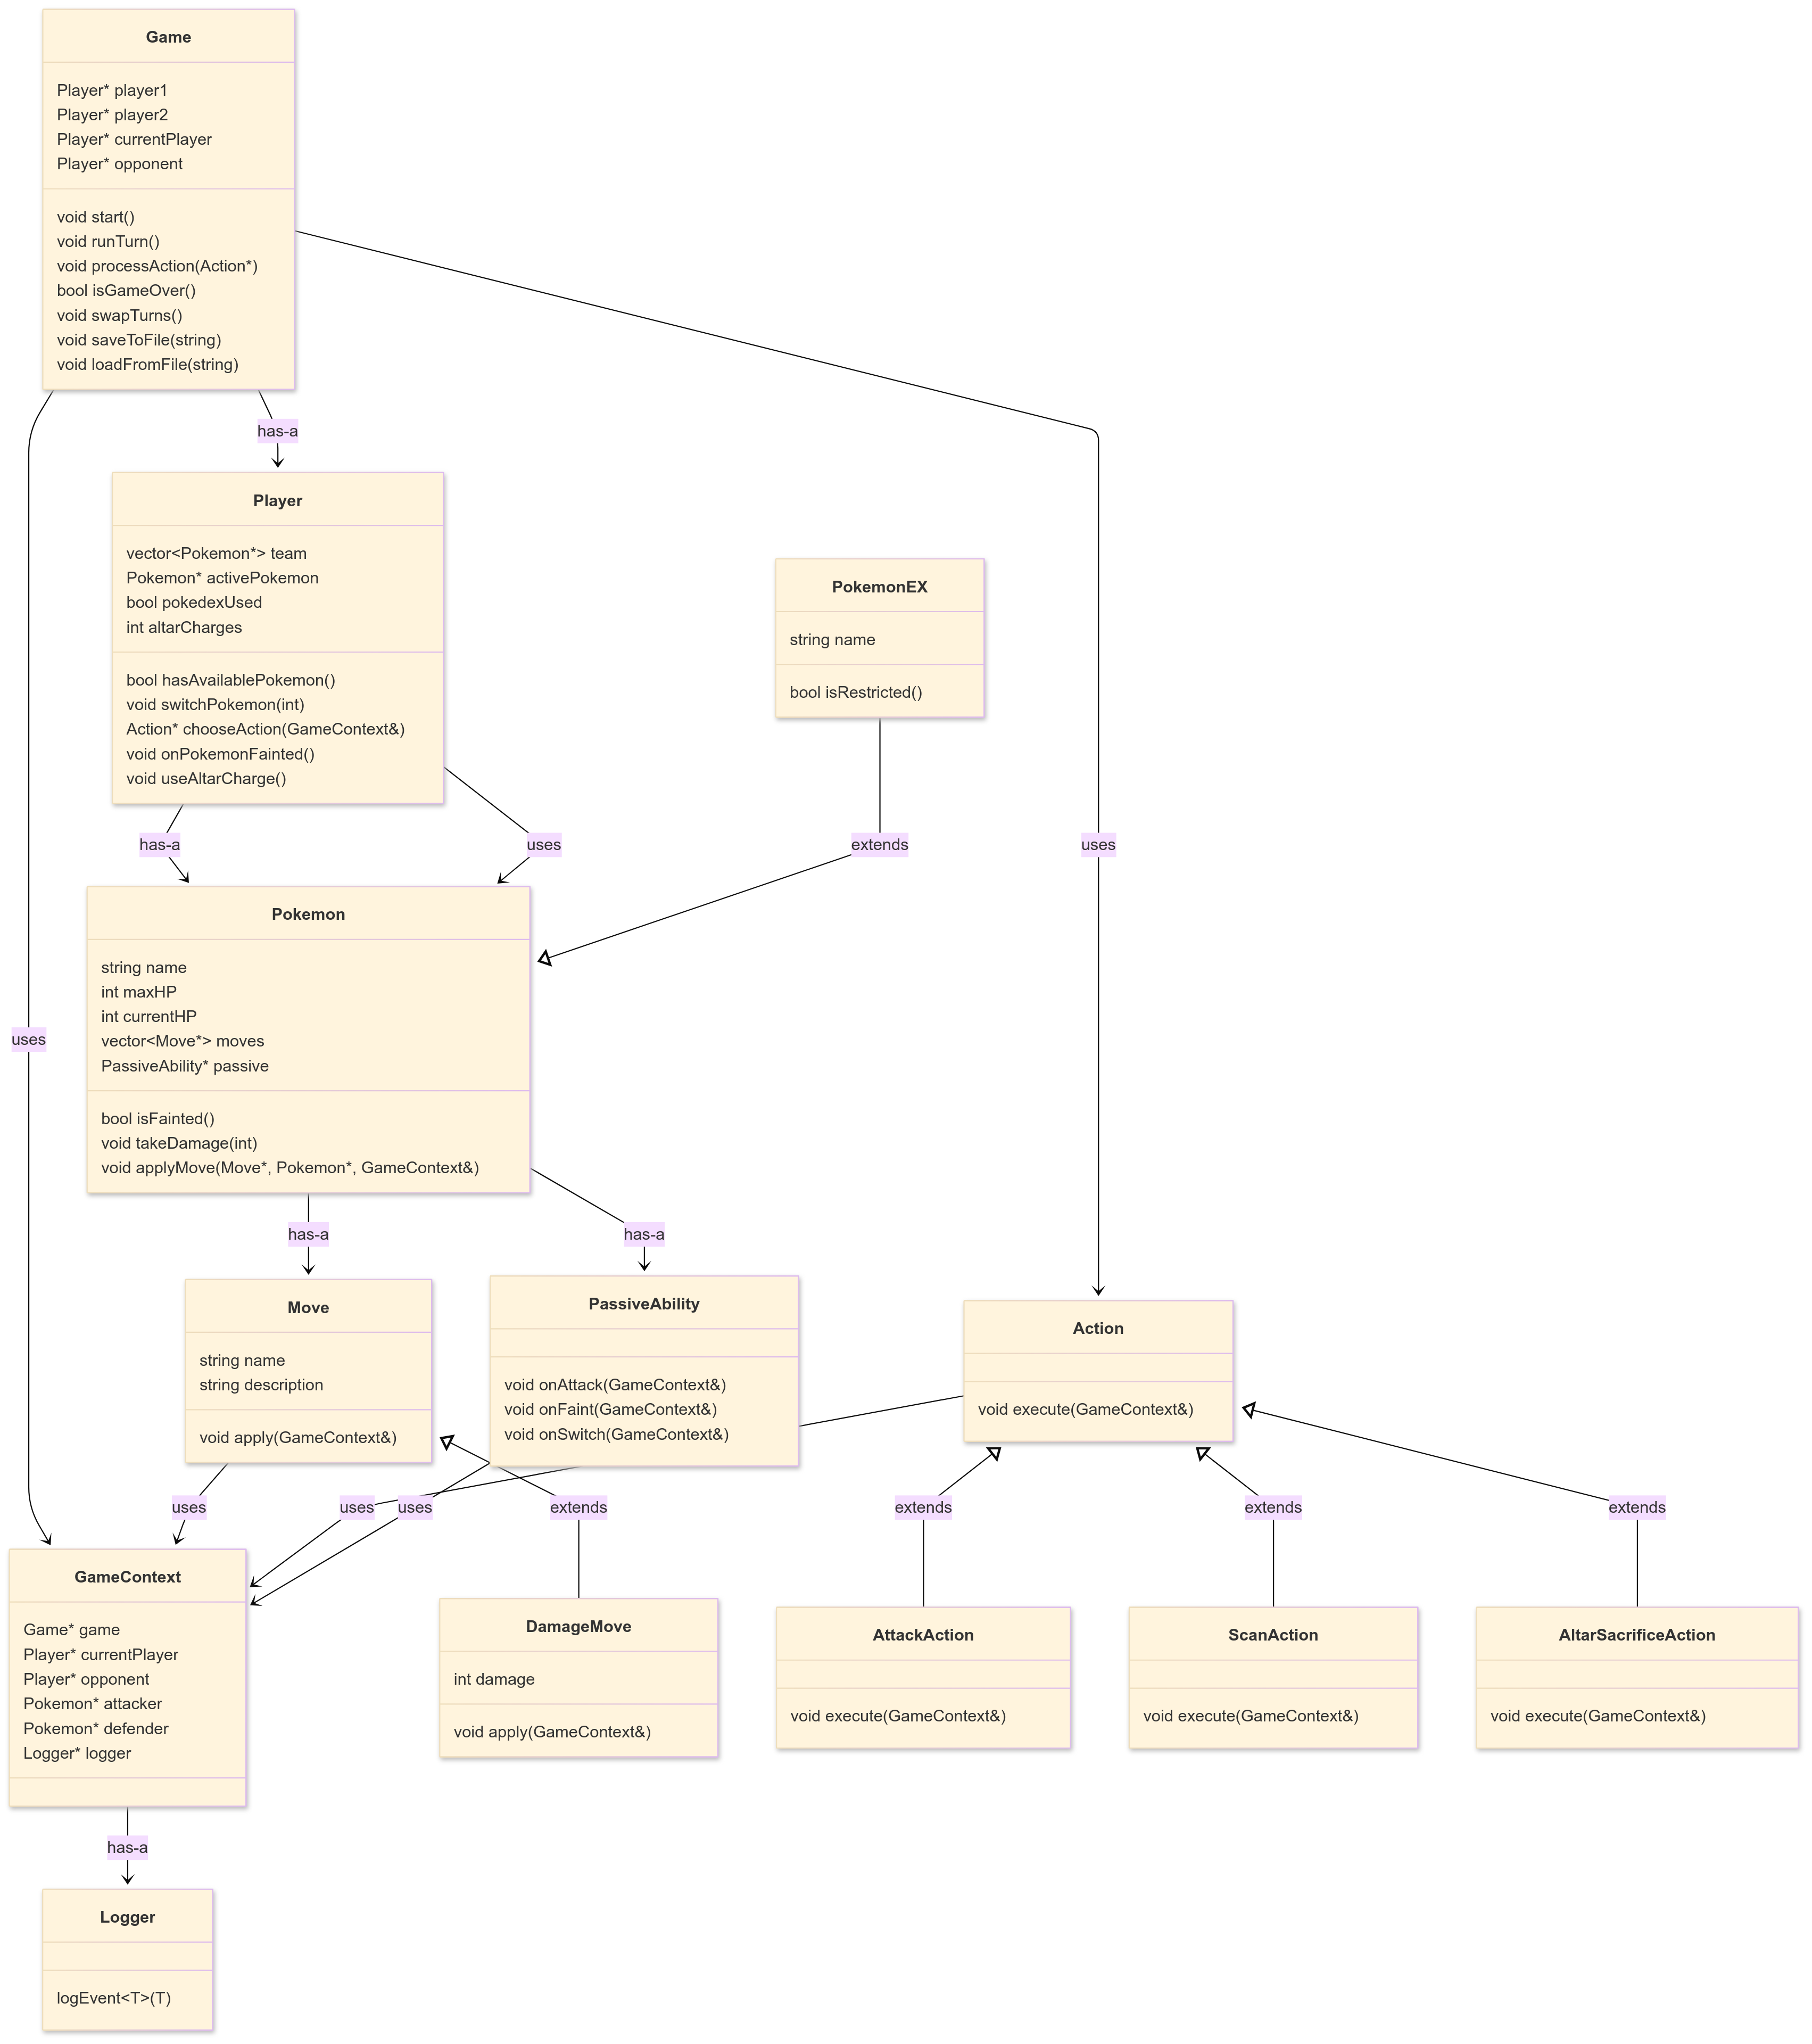 Game
Player* player1
Player* player2
Player* currentPlayer
Player* opponent
void start()
void runTurn()
void processAction(Action*)
bool isGameOver()
void swapTurns()
void saveToFile(string)
void loadFromFile(string)
has-a
Player
vector<Pokemon*> team
Pokemon* activePokemon
bool pokedexUsed
int altarCharges
bool hasAvailablePokemon()
void switchPokemon(int)
Action* chooseAction(GameContext&)
void onPokemonFainted()
void useAltarCharge()
PokemonEX
string name
bool isRestricted()
has-a
uses
extends
uses
Pokemon
string name
int maxHP
int currentHP
vector<Move*> moves
PassiveAbility* passive
bool isFainted()
void takeDamage(int)
void applyMove(Move*, Pokemon*, GameContext&)
uses
has-a
has-a
Move
string name
string description
void apply(GameContext&)
PassiveAbility
void onAttack(GameContext&)
void onFaint(GameContext&)
void onSwitch(GameContext&)
Action
void execute(GameContext&)
uses
uses
uses
extends
extends
extends
extends
GameContext
Game* game
Player* currentPlayer
Player* opponent
Pokemon* attacker
Pokemon* defender
Logger* logger
DamageMove
int damage
void apply(GameContext&)
AttackAction
void execute(GameContext&)
ScanAction
void execute(GameContext&)
AltarSacrificeAction
void execute(GameContext&)
has-a
Logger
logEvent<T>(T)